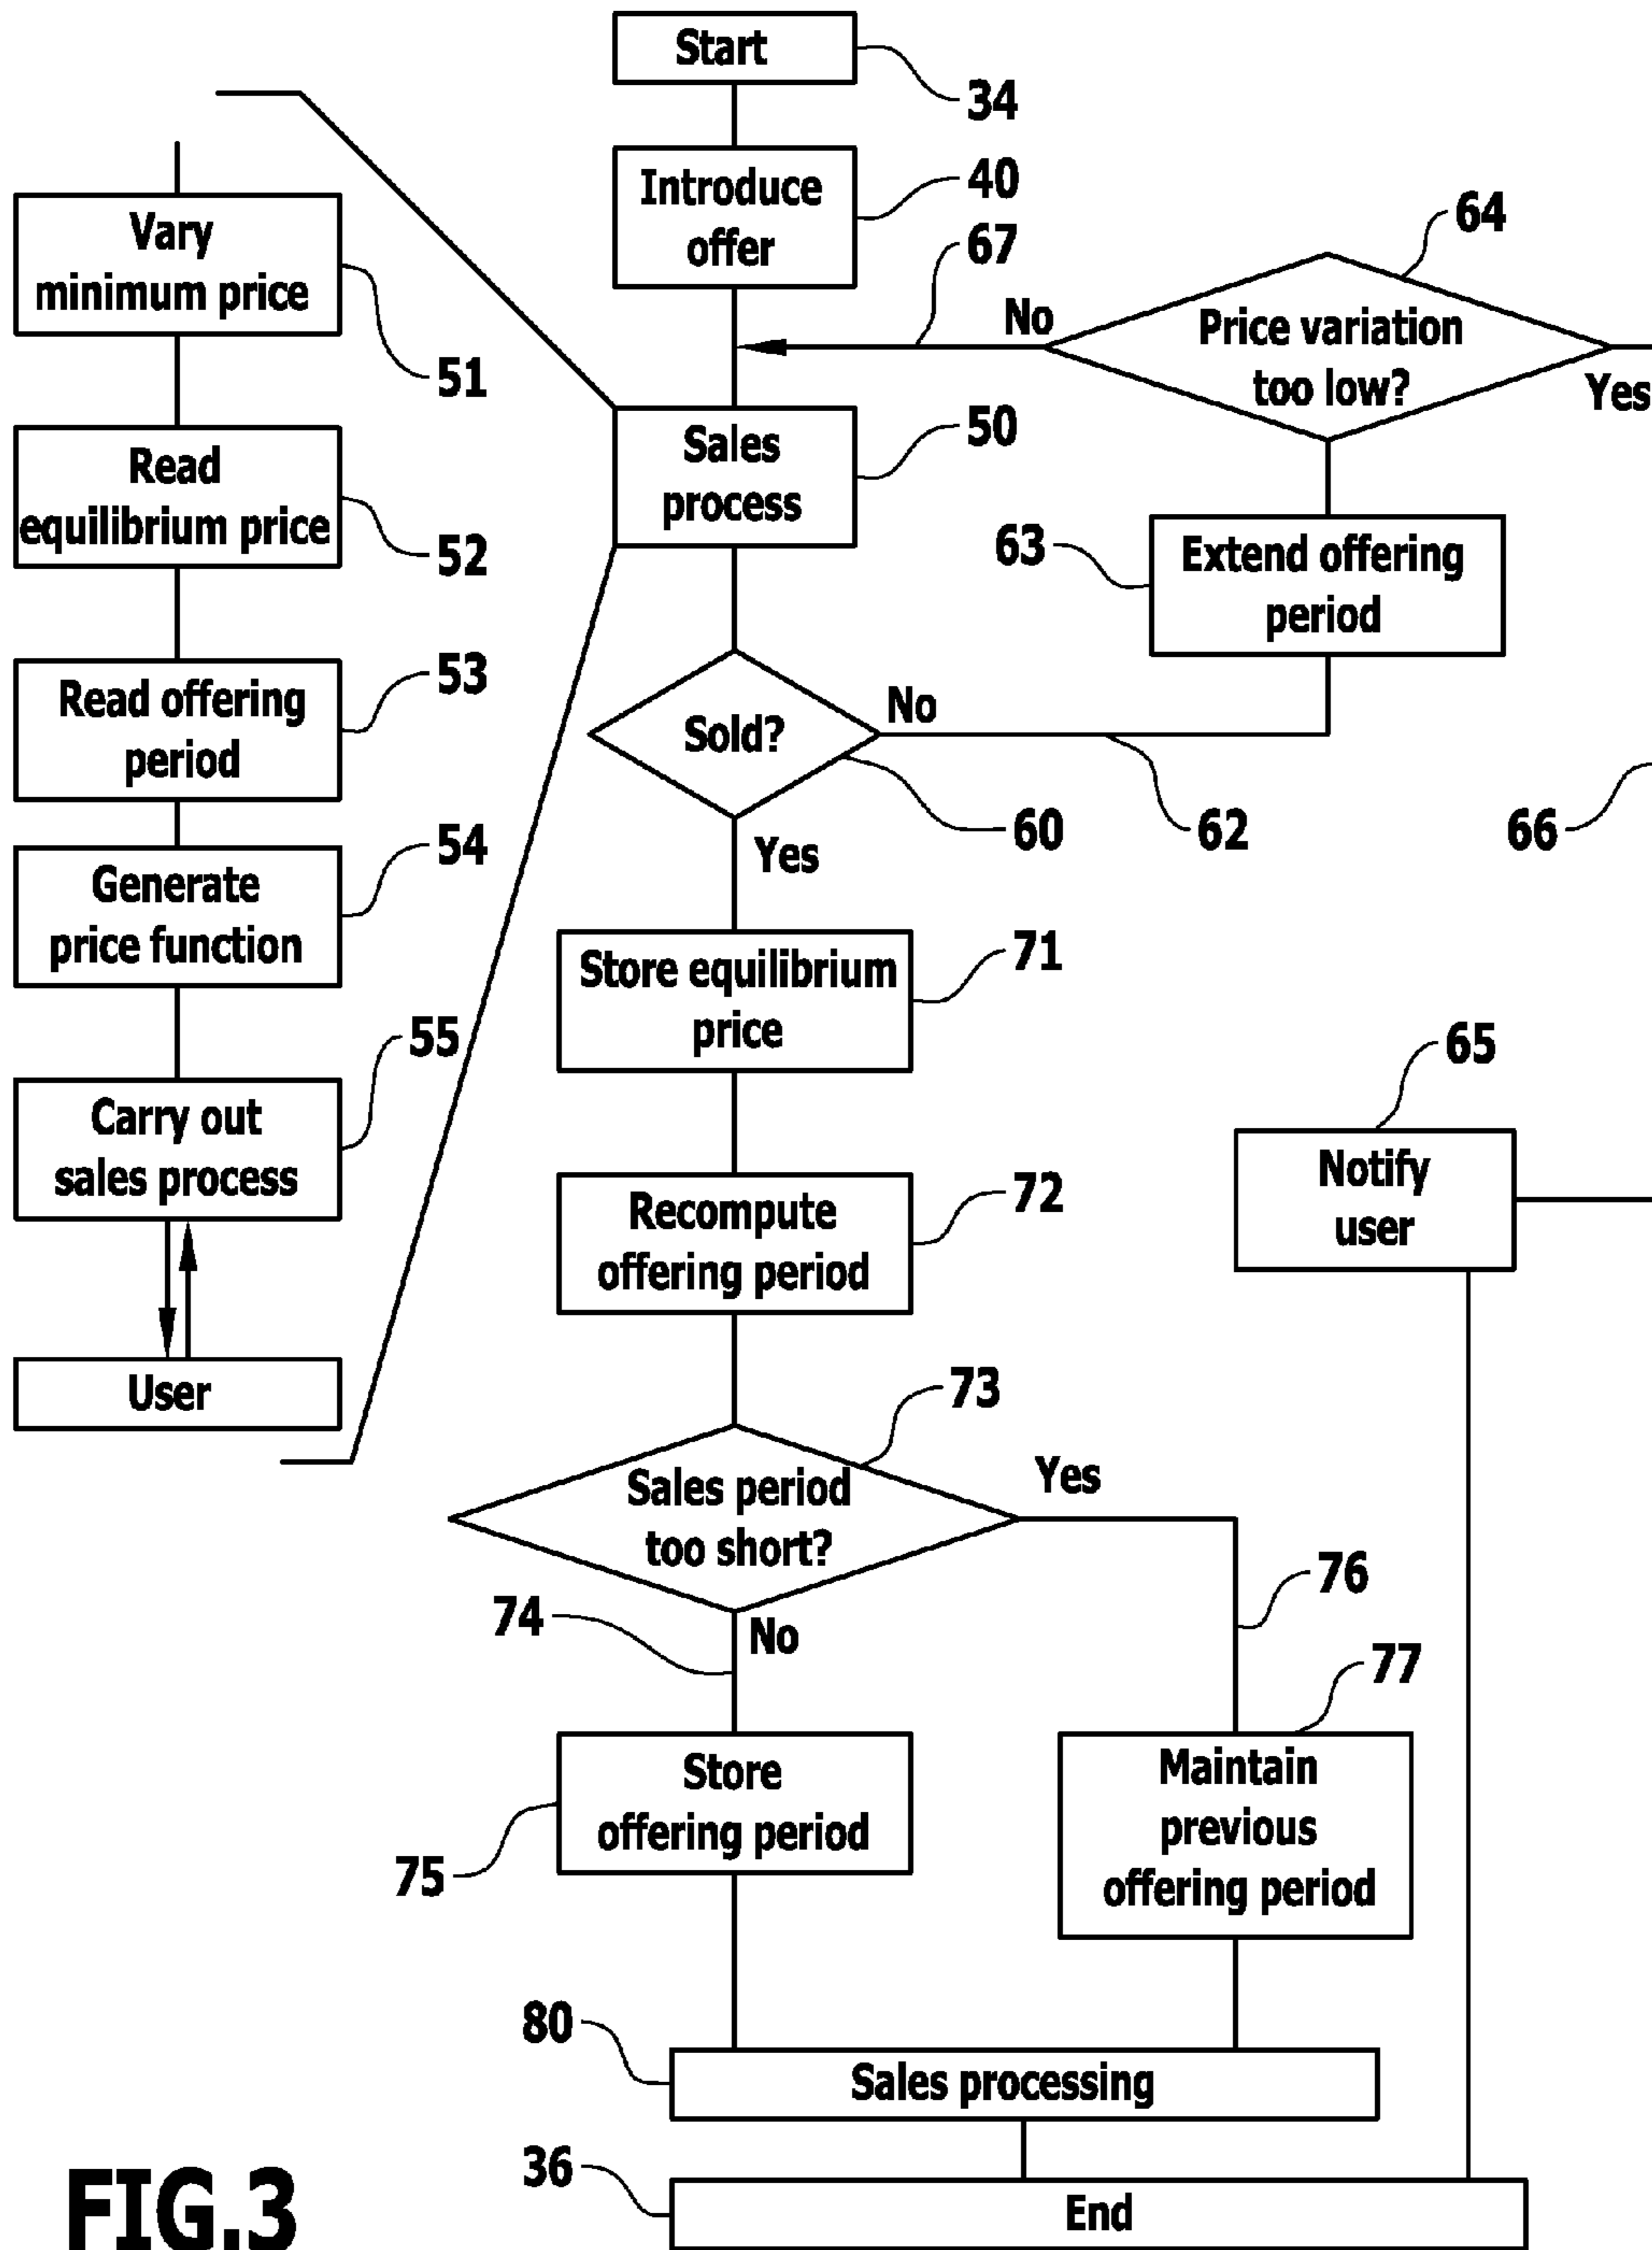 Start
34
Introduce
offer
40
67
64
No
Price variation
too low?
Yes
Vary
minimum price
51
Read
equilibrium price
52
Read offering
period
53
Generate
price function
54
Carry out
sales process
55
User
Sales
process
50
63
Extend offering
period
Sold?
No
60
62
66
Yes
Store equilibrium
price
71
65
Notify
user
Recompute
offering period
72
73
Sales period
too short?
Yes
76
74
No
77
Store
offering period
75
Maintain
previous
offering period
80
Sales processing
36
End
FIG.3